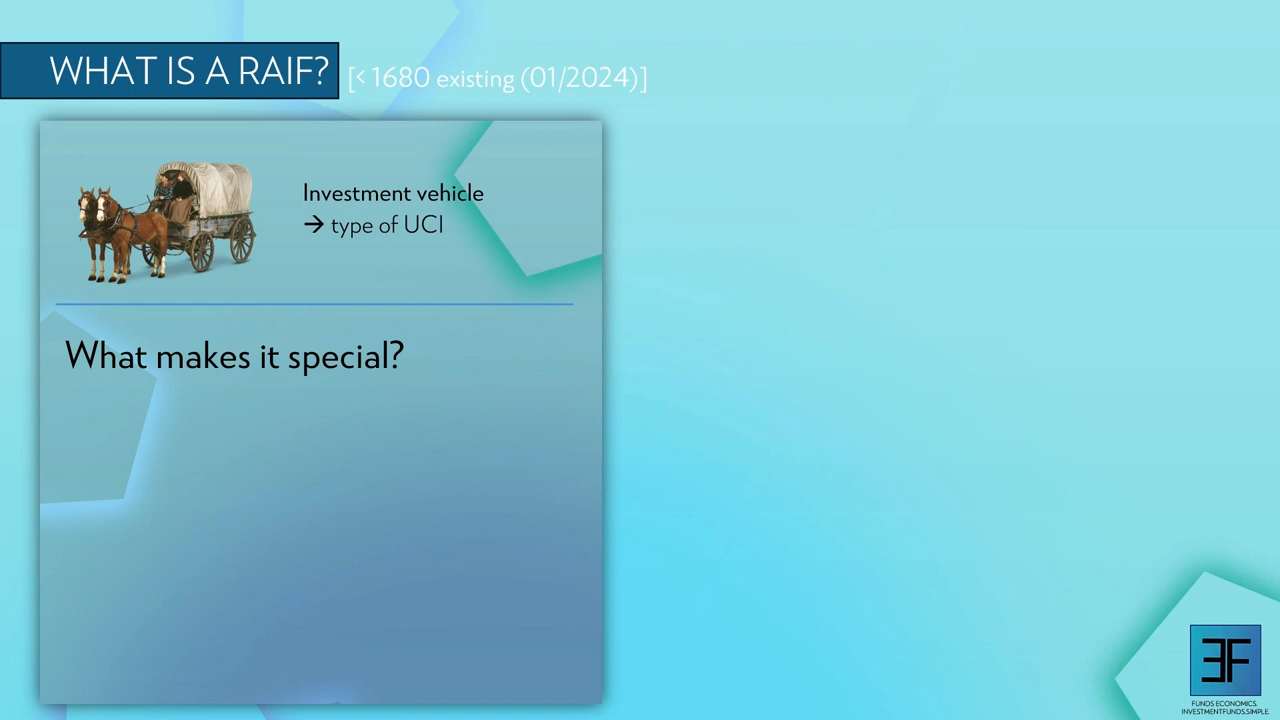 WHAT IS A RAIF? [< 1680 existing (01/2024)]
Investment vehicle
→ type of UCI
What makes it special?
ƎF
FUNDS ECONOMICS.
INVESTMENTFUNDS.SIMPLE.